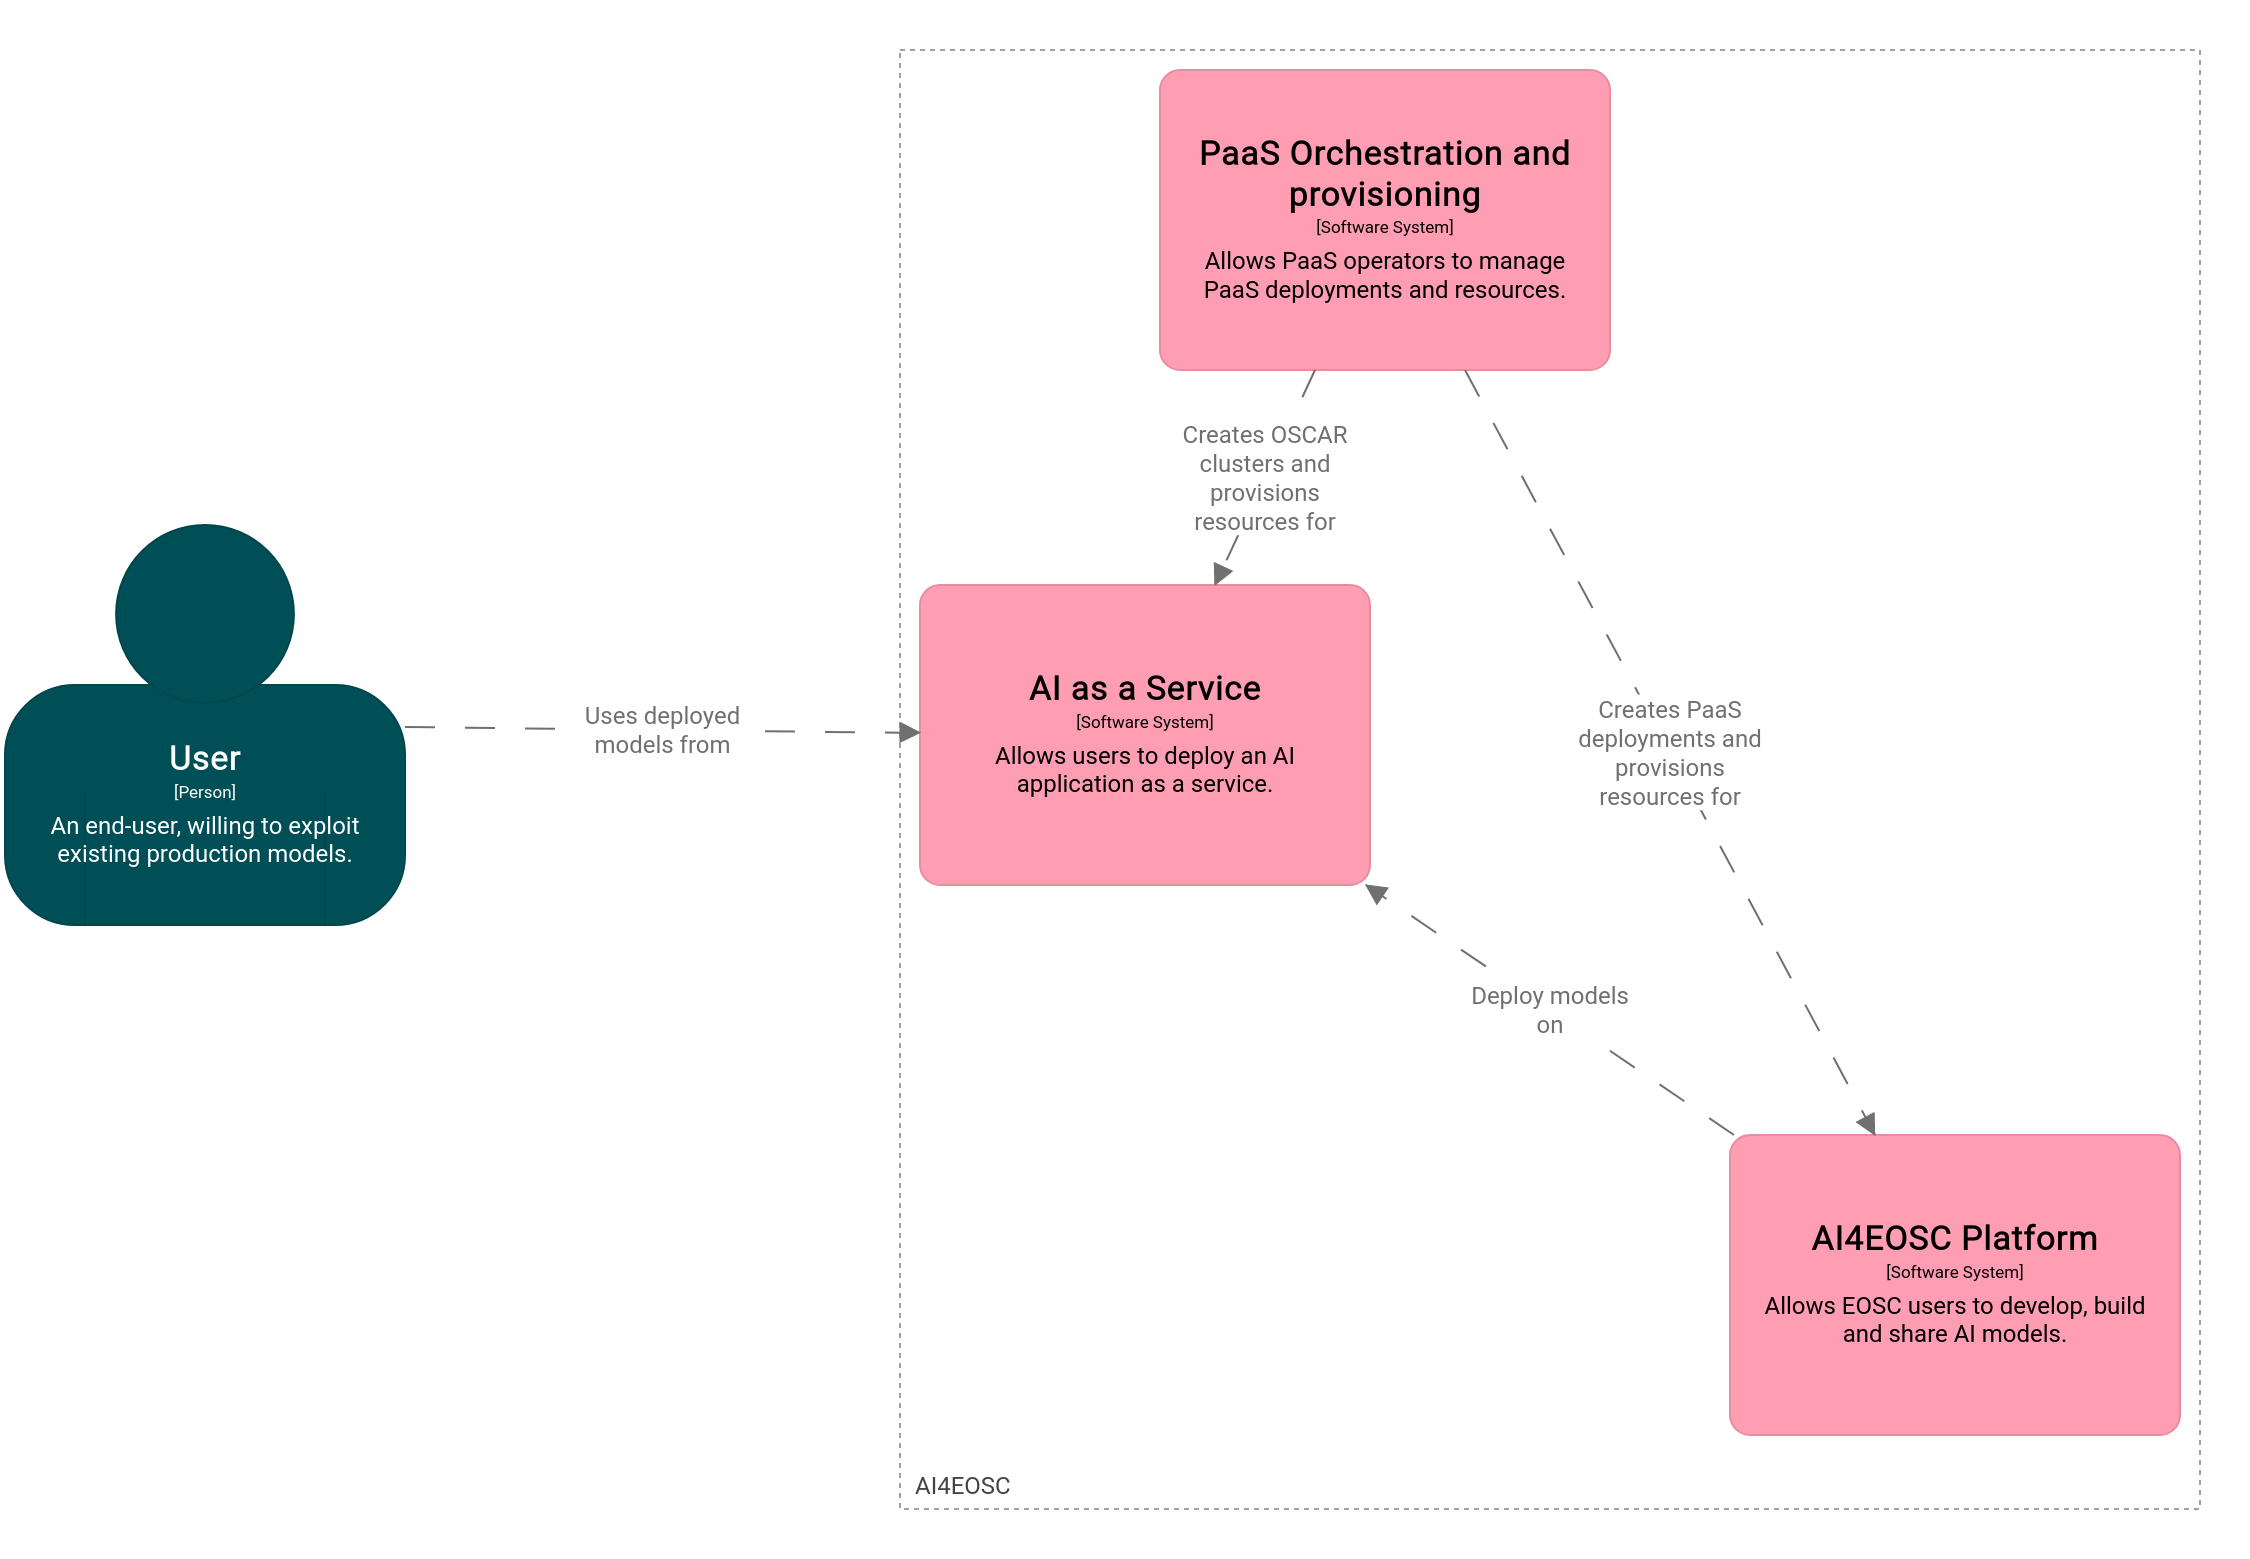 PaaS Orchestration and
provisioning
[Software System]
Allows PaaS operators to manage
PaaS deployments and resources.
Creates OSCAR
clusters and
provisions
resources for
User
[Person]
An end-user, willing to exploit
existing production models.
Uses deployed
models from
AI as a Service
[Software System]
Allows users to deploy an AI
application as a service.
Creates PaaS
deployments and
provisions
resources for
Deploy models
on
AI4EOSC Platform
[Software System]
Allows EOSC users to develop, build
and share AI models.
AI4EOSC